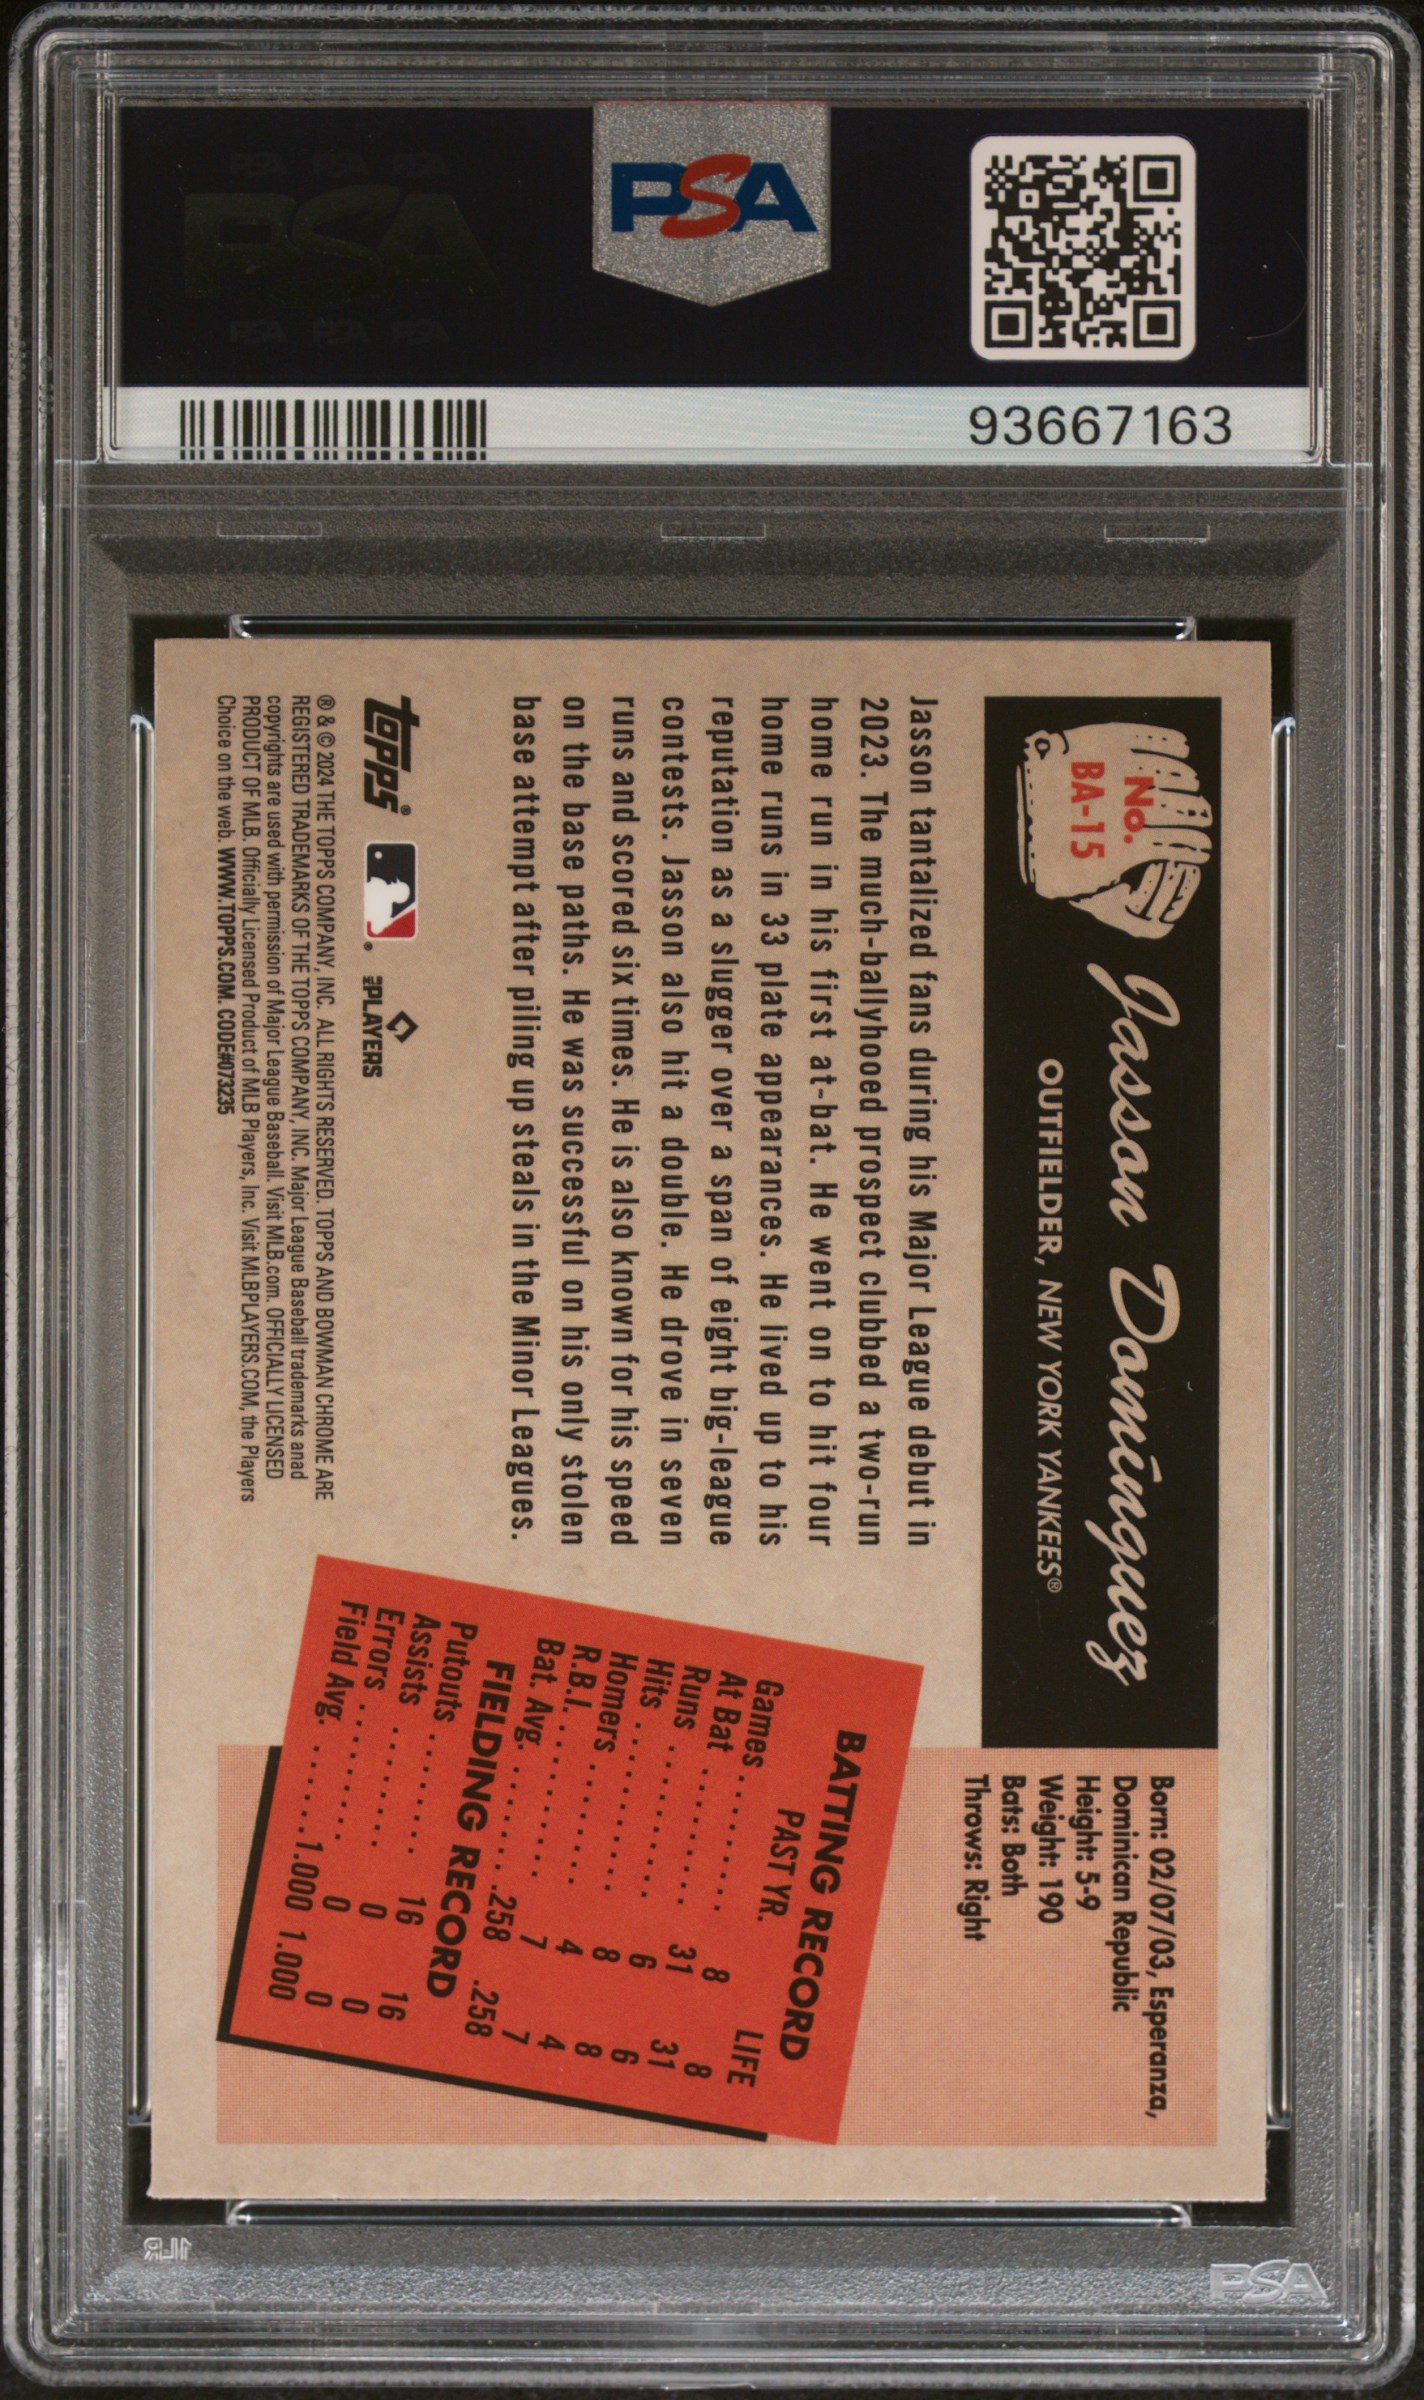 PSA PSA PSA
PSA
PSA PSA PSA
PSA
93667163
No.
BA-15
Jasson Domínguez
OUTFIELDER, NEW YORK YANKEES®
Born: 02/07/03, Esperanza,
Dominican Republic
Height: 5-9
Weight: 190
Bats: Both
Throws: Right
Jasson tantalized fans during his Major League debut in
2023. The much-ballyhooed prospect clubbed a two-run
home run in his first at-bat. He went on to hit four
home runs in 33 plate appearances. He lived up to his
reputation as a slugger over a span of eight big-league
contests. Jasson also hit a double. He drove in seven
runs and scored six times. He is also known for his speed
on the base paths. He was successful on his only stolen
base attempt after piling up steals in the Minor Leagues.
BATTING RECORD
PAST YR. LIFE
Games.......... 8 8
At Bat .......... 31 31
Runs .......... 6 6
Hits .......... 8 8
Homers .......... 4 4
R.B.I. .......... 7 7
Bat. Avg. ........ .258 .258
FIELDING RECORD
Putouts ........ 16 16
Assists ........ 0 0
Errors ........ 0 0
Field Avg. .......1.000 1.000
topps® ® MLB PLAYERS
® & © 2024 THE TOPPS COMPANY, INC. ALL RIGHTS RESERVED. TOPPS AND BOWMAN CHROME ARE
REGISTERED TRADEMARKS OF THE TOPPS COMPANY, INC. Major League Baseball trademarks anad
copyrights are used with permission of Major League Baseball. Visit MLB.com. OFFICIALLY LICENSED
PRODUCT OF MLB. Officially Licensed Product of MLB Players, Inc. Visit MLBPLAYERS.COM, the Players
Choice on the web. WWW.TOPPS.COM. CODE#073235
PSA